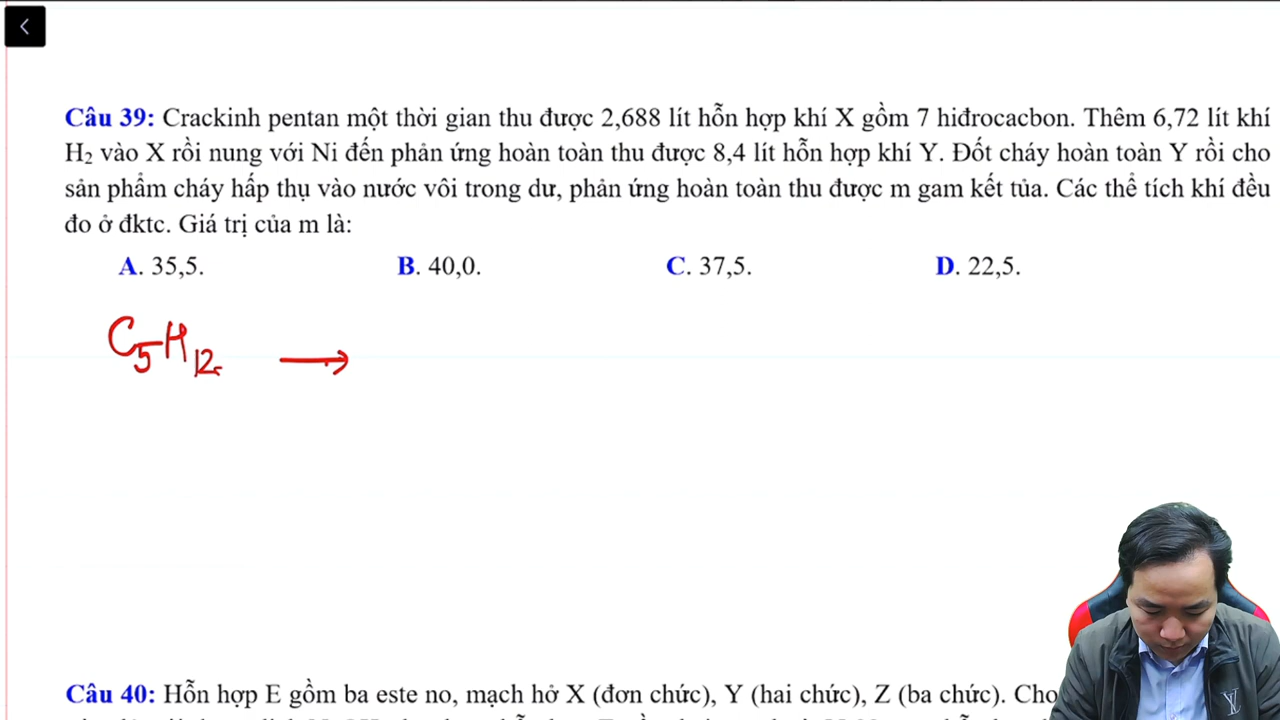 Câu 39: Crackinh pentan một thời gian thu được 2,688 lít hỗn hợp khí X gồm 7 hiđrocacbon. Thêm 6,72 lít khí
H₂ vào X rồi nung với Ni đến phản ứng hoàn toàn thu được 8,4 lít hỗn hợp khí Y. Đốt cháy hoàn toàn Y rồi cho
sản phẩm cháy hấp thụ vào nước vôi trong dư, phản ứng hoàn toàn thu được m gam kết tủa. Các thể tích khí đều
đo ở đktc. Giá trị của m là:
A. 35,5. B. 40,0. C. 37,5. D. 22,5.
C₅H₁₂ →
Câu 40: Hỗn hợp E gồm ba este no, mạch hở X (đơn chức), Y (hai chức), Z (ba chức). Cho